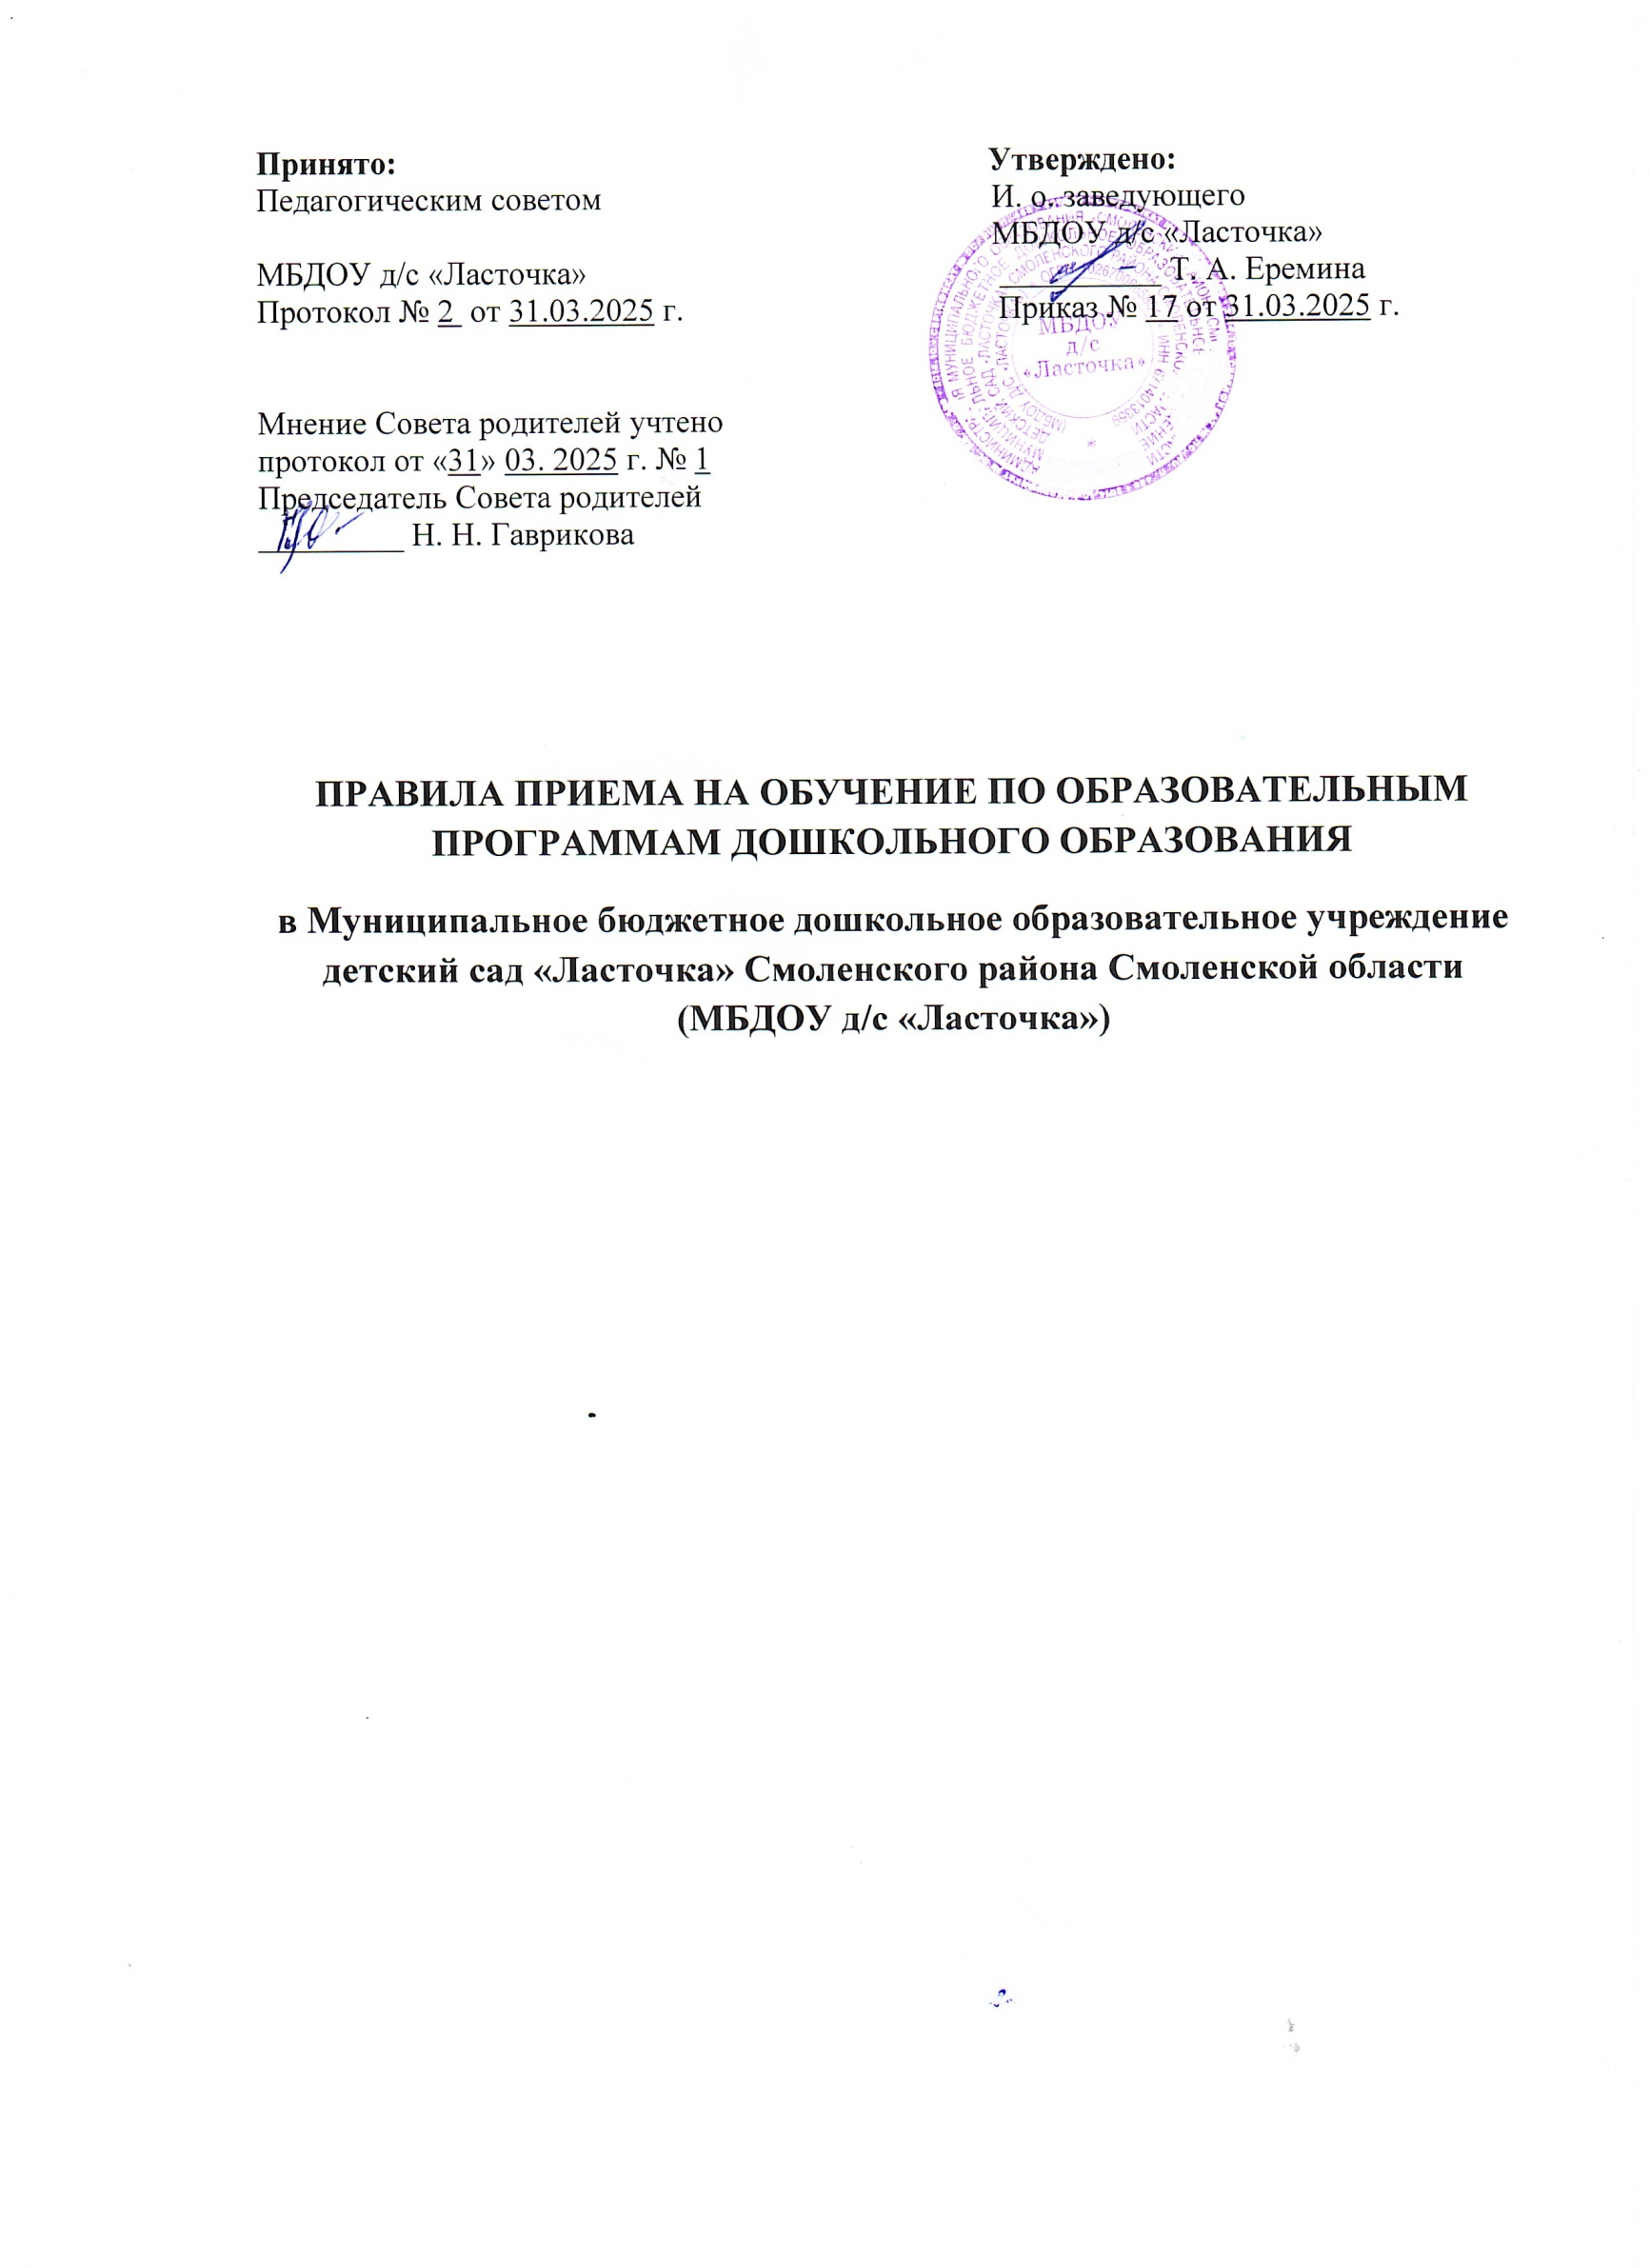 Принято:
Педагогическим советом
МБДОУ д/с «Ласточка»
Протокол № 2 от 31.03.2025 г.
Мнение Совета родителей учтено
протокол от «31» 03. 2025 г. № 1
Председатель Совета родителей
Н. Н. Гаврикова
Утверждено:
И. о. заведующего
МБДОУ д/с «Ласточка»
Т. А. Еремина
Приказ № 17 от 31.03.2025 г.
МБДОУ
д/с
«Ласточка»
ПРАВИЛА ПРИЕМА НА ОБУЧЕНИЕ ПО ОБРАЗОВАТЕЛЬНЫМ
ПРОГРАММАМ ДОШКОЛЬНОГО ОБРАЗОВАНИЯ
в Муниципальное бюджетное дошкольное образовательное учреждение
детский сад «Ласточка» Смоленского района Смоленской области
(МБДОУ д/с «Ласточка»)